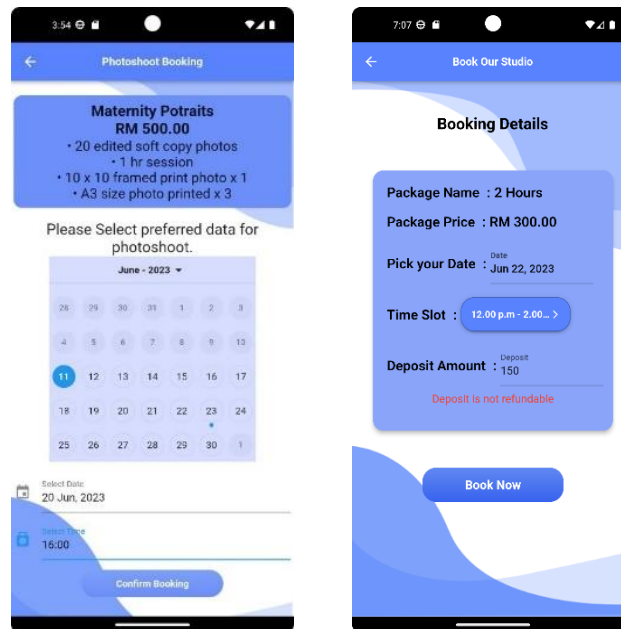 3:54
Photoshoot Booking
Maternity Potraits
RM 500.00
• 20 edited soft copy photos
• 1 hr session
• 10 x 10 framed print photo x 1
• A3 size photo printed x 3
Please Select preferred data for
photoshoot.
June - 2023
28 29 30 31 1 2 3
4 5 6 7 8 9 10
11 12 13 14 15 16 17
18 19 20 21 22 23 24
25 26 27 28 29 30 1
Select Date
20 Jun, 2023
Select Time
16:00
Confirm Booking
7:07
Book Our Studio
Booking Details
Package Name : 2 Hours
Package Price : RM 300.00
Pick your Date :
Date
Jun 22, 2023
Time Slot : 12.00 p.m - 2.00... >
Deposit Amount :
Deposit
150
Deposit is not refundable
Book Now